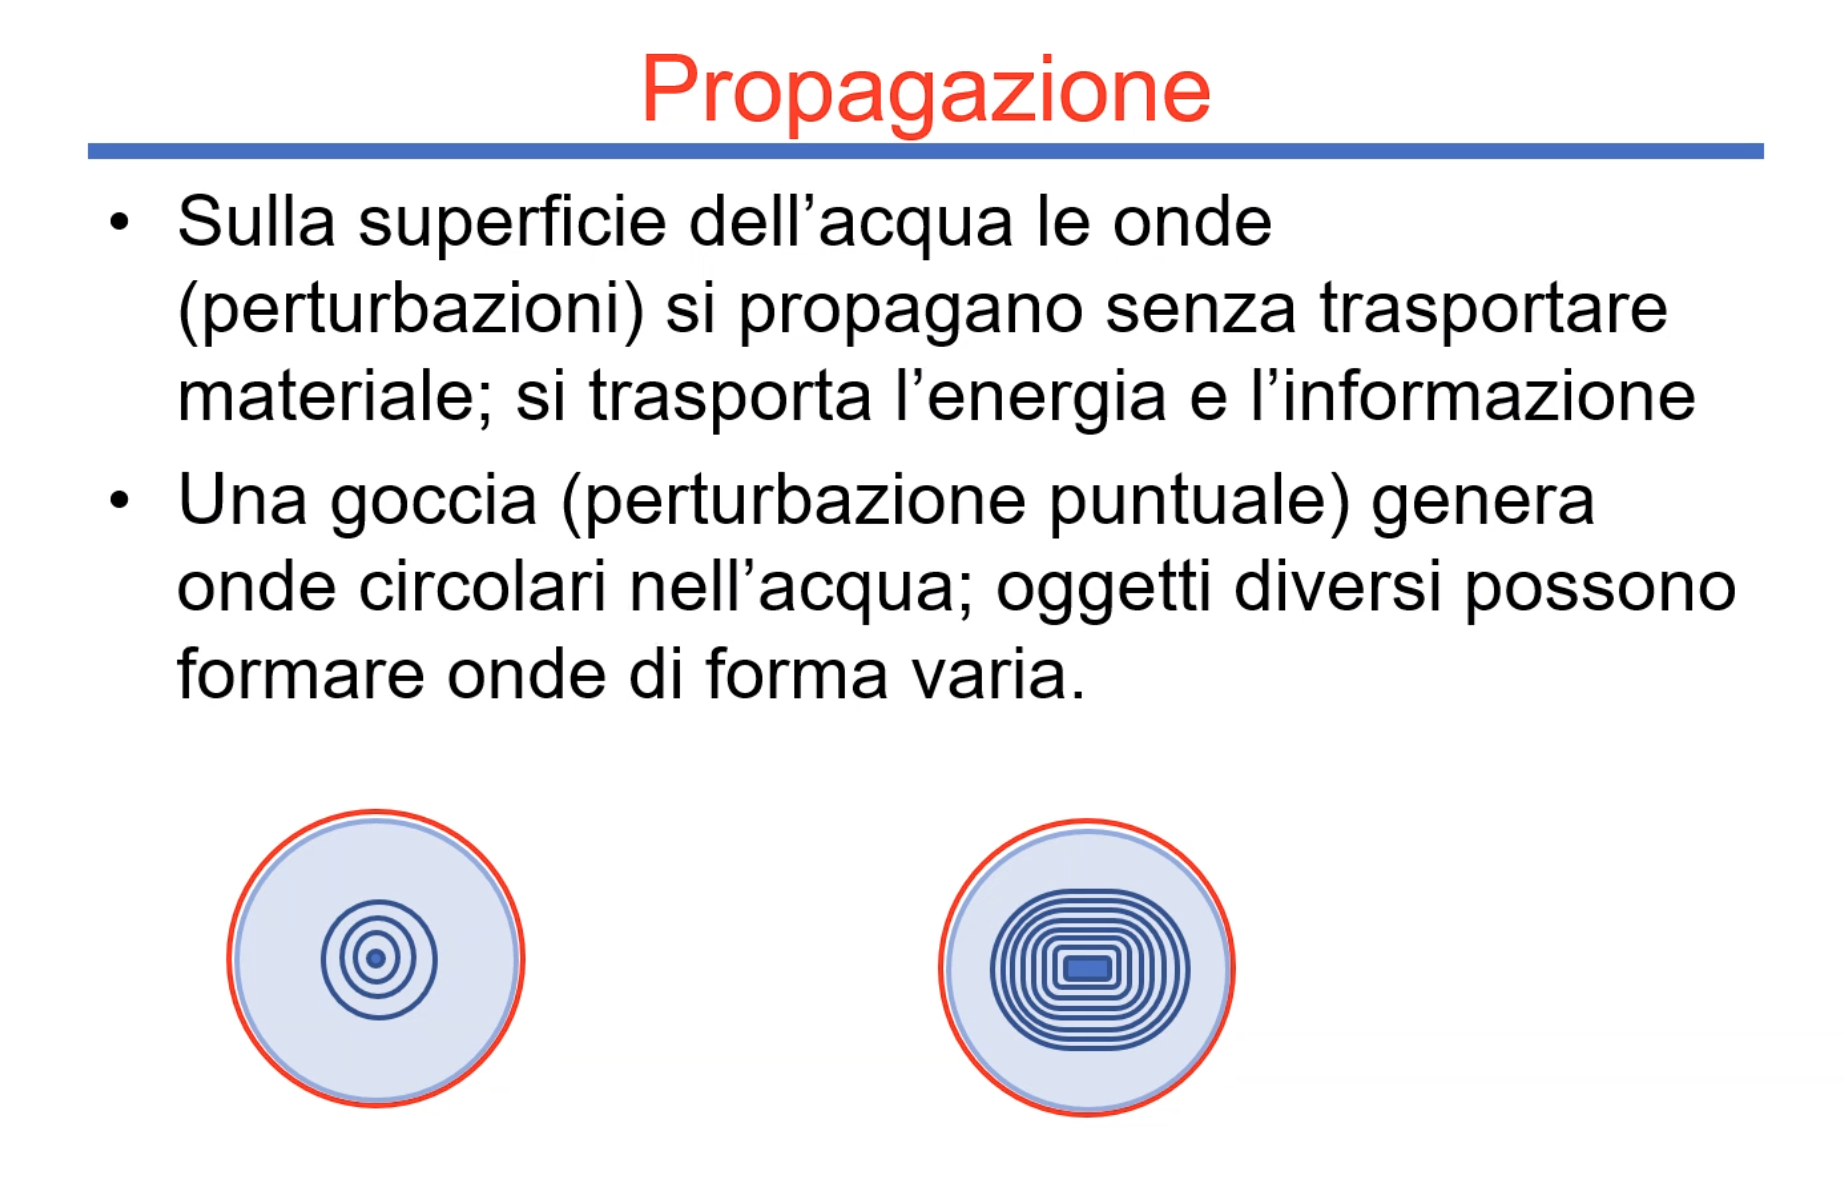 Propagazione
• Sulla superficie dell’acqua le onde
(perturbazioni) si propagano senza trasportare
materiale; si trasporta l’energia e l’informazione
• Una goccia (perturbazione puntuale) genera
onde circolari nell’acqua; oggetti diversi possono
formare onde di forma varia.